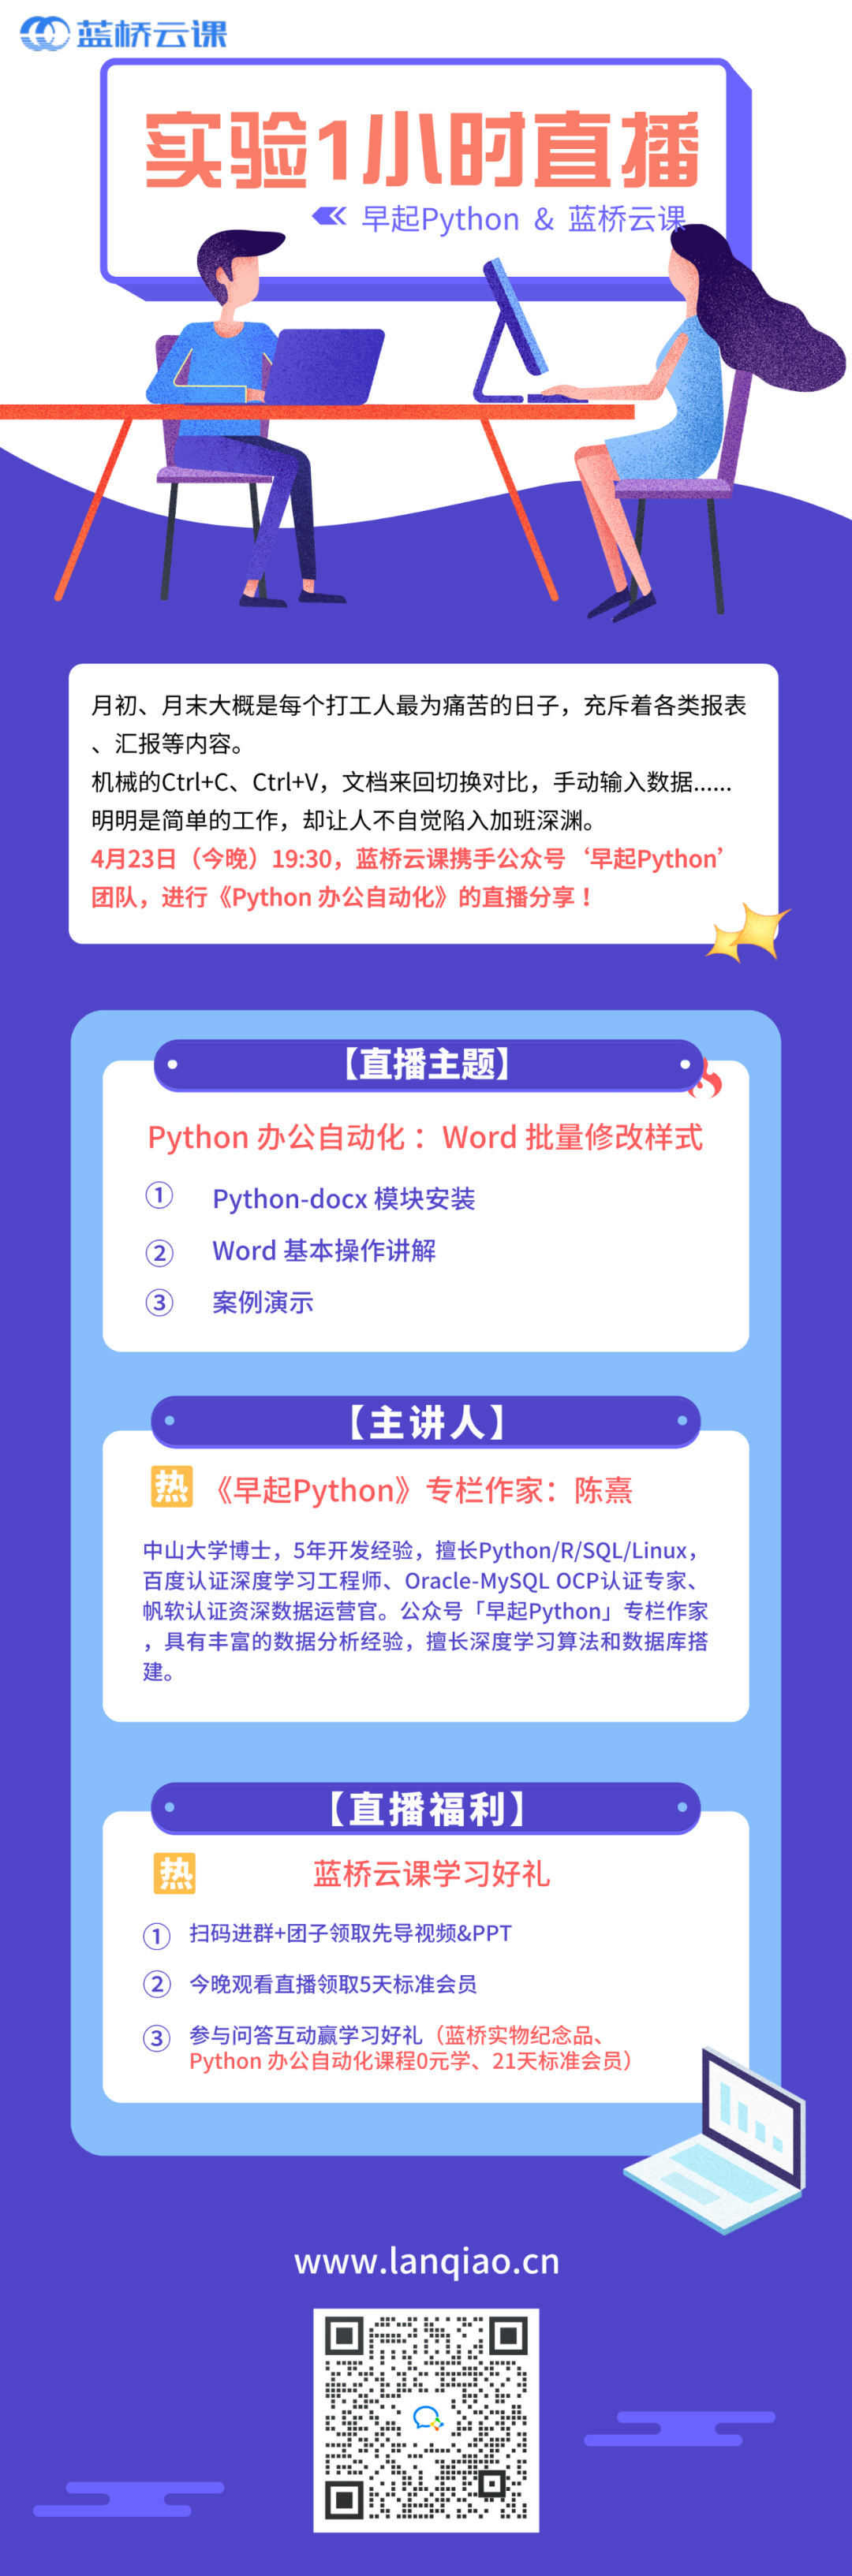 蓝桥云课
实验1小时直播
早起Python & 蓝桥云课
月初、月末大概是每个打工人最为痛苦的日子，充斥着各类报表
、汇报等内容。
机械的Ctrl+C、Ctrl+V，文档来回切换对比，手动输入数据......
明明是简单的工作，却让人不自觉陷入加班深渊。
4月23日（今晚）19:30，蓝桥云课携手公众号‘早起Python’
团队，进行《Python 办公自动化》的直播分享！
【直播主题】
Python 办公自动化：Word 批量修改样式
① Python-docx 模块安装
② Word 基本操作讲解
③ 案例演示
【主讲人】
热 《早起Python》专栏作家：陈熹
中山大学博士，5年开发经验，擅长Python/R/SQL/Linux，
百度认证深度学习工程师、Oracle-MySQL OCP认证专家、
帆软认证资深数据运营官。公众号「早起Python」专栏作家
，具有丰富的数据分析经验，擅长深度学习算法和数据库搭
建。
【直播福利】
热 蓝桥云课学习好礼
① 扫码进群+团子领取先导视频&PPT
② 今晚观看直播领取5天标准会员
③ 参与问答互动赢学习好礼（蓝桥实物纪念品、
Python 办公自动化课程0元学、21天标准会员）
www.lanqiao.cn